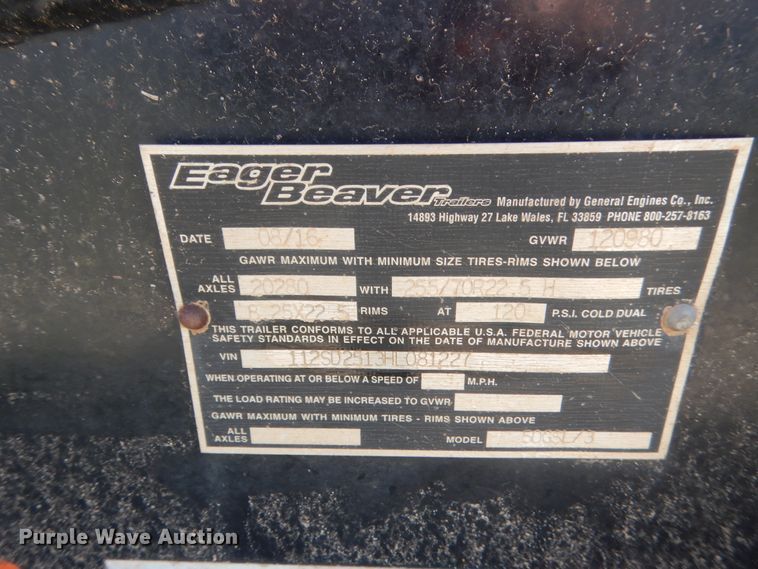 Eager Beaver Trailers Manufactured by General Engines Co., Inc.
14893 Highway 27 Lake Wales, FL 33859 PHONE 800-257-8163
DATE 08/16 GVWR 120980
GAWR MAXIMUM WITH MINIMUM SIZE TIRES-RIMS SHOWN BELOW
ALL AXLES 20280 WITH 255/70R22.5 H TIRES
8.25X22.5 RIMS AT 120 P.S.I. COLD DUAL
THIS TRAILER CONFORMS TO ALL APPLICABLE U.S.A. FEDERAL MOTOR VEHICLE
SAFETY STANDARDS IN EFFECT ON THE DATE OF MANUFACTURE SHOWN ABOVE
VIN 112SD2513HL081227
WHEN OPERATING AT OR BELOW A SPEED OF M.P.H.
THE LOAD RATING MAY BE INCREASED TO GVWR
GAWR MAXIMUM WITH MINIMUM TIRES - RIMS SHOWN ABOVE
ALL AXLES MODEL 50GSL/3
Purple Wave Auction